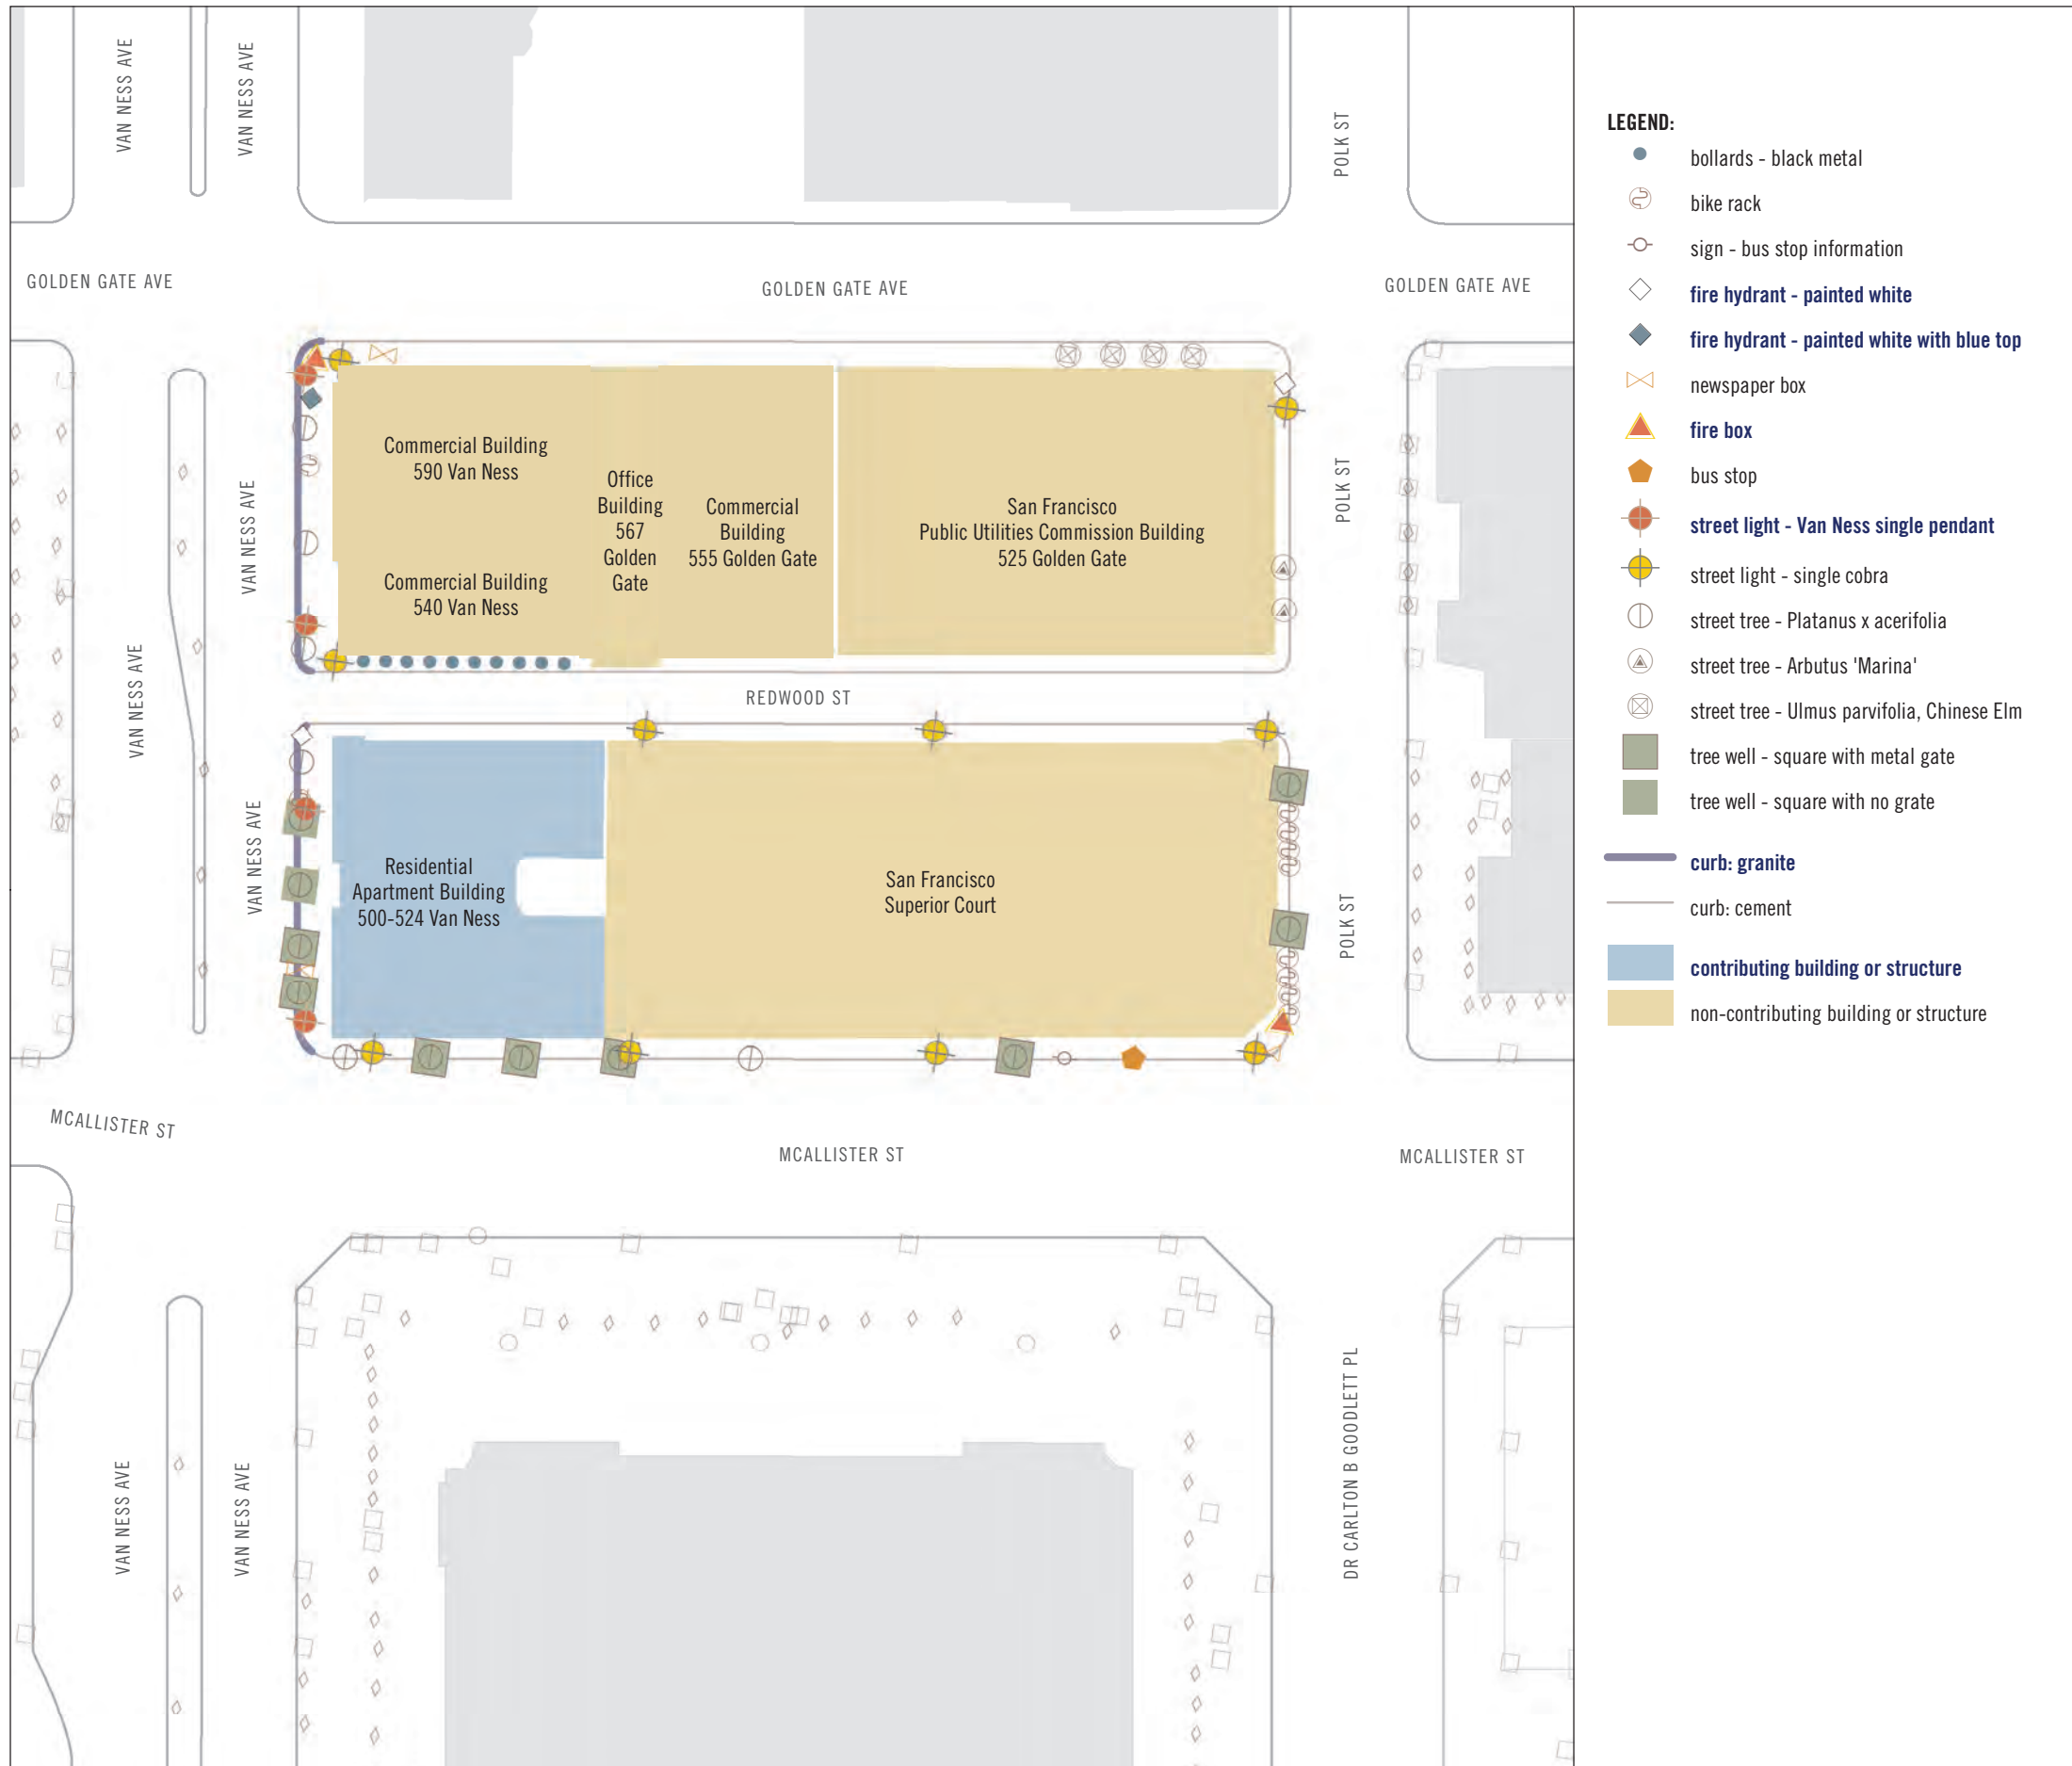 VAN NESS AVE
VAN NESS AVE
POLK ST
GOLDEN GATE AVE
GOLDEN GATE AVE
GOLDEN GATE AVE
VAN NESS AVE
Commercial Building
590 Van Ness
Commercial Building
540 Van Ness
Office
Building
567
Golden
Gate
Commercial
Building
555 Golden Gate
San Francisco
Public Utilities Commission Building
525 Golden Gate
POLK ST
VAN NESS AVE
REDWOOD ST
VAN NESS AVE
Residential
Apartment Building
500-524 Van Ness
San Francisco
Superior Court
POLK ST
MCALLISTER ST
MCALLISTER ST
MCALLISTER ST
VAN NESS AVE
VAN NESS AVE
DR CARLTON B GOODLETT PL
LEGEND:
bollards - black metal
bike rack
sign - bus stop information
fire hydrant - painted white
fire hydrant - painted white with blue top
newspaper box
fire box
bus stop
street light - Van Ness single pendant
street light - single cobra
street tree - Platanus x acerifolia
street tree - Arbutus 'Marina'
street tree - Ulmus parvifolia, Chinese Elm
tree well - square with metal gate
tree well - square with no grate
curb: granite
curb: cement
contributing building or structure
non-contributing building or structure